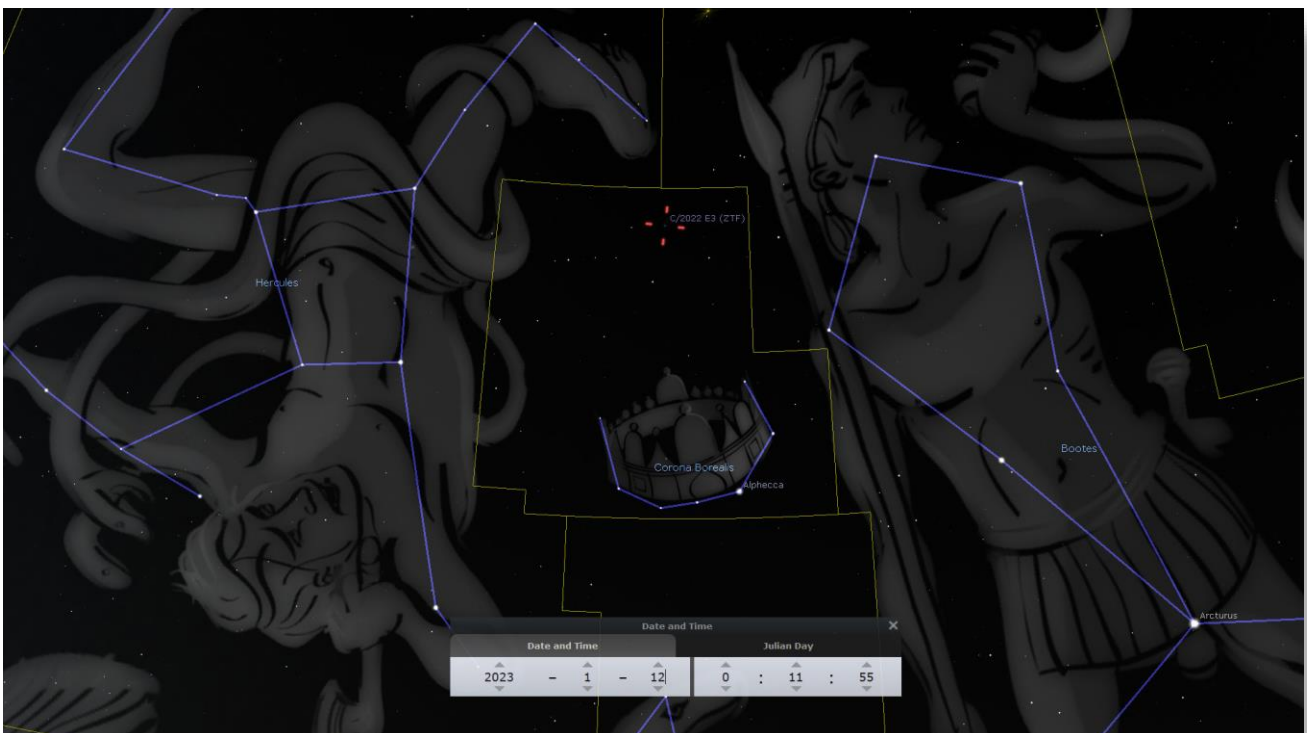 C/2022 E3 (ZTF)
Hercules
Bootes
Corona Borealis
Alphecca
Arcturus
Date and Time
Date and Time Julian Day
2023 - 1 - 12 0 : 11 : 55